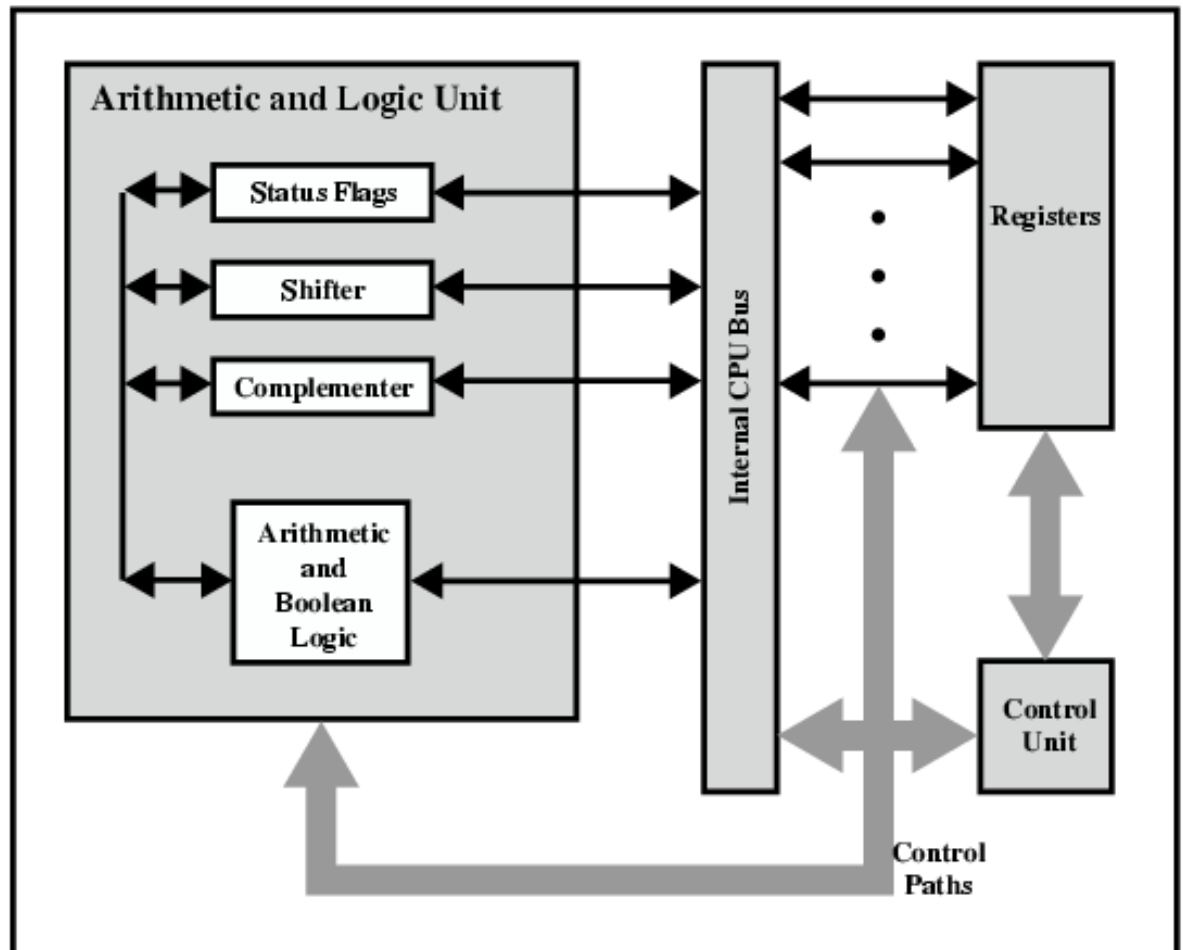 Arithmetic and Logic Unit
Status Flags
Shifter
Complementer
Arithmetic
and
Boolean
Logic
Internal CPU Bus
Registers
Control
Unit
Control
Paths